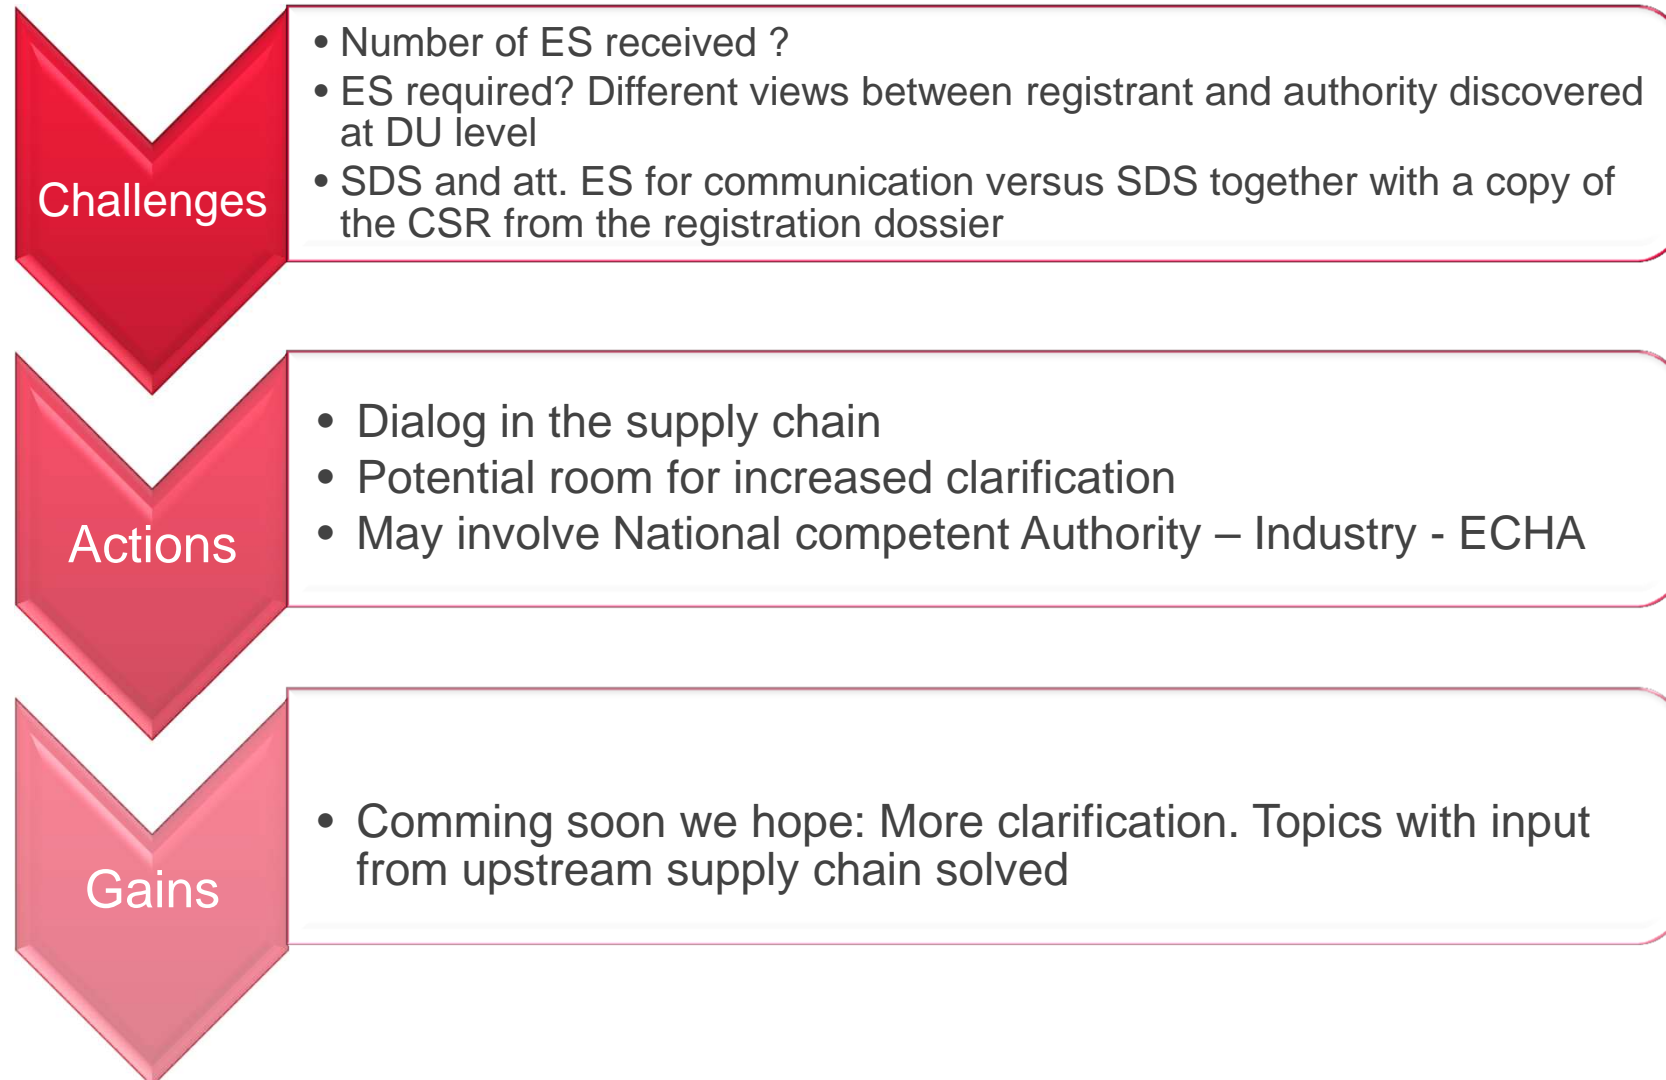 Challenges
• Number of ES received ?
• ES required? Different views between registrant and authority discovered
at DU level
• SDS and att. ES for communication versus SDS together with a copy of
the CSR from the registration dossier
Actions
• Dialog in the supply chain
• Potential room for increased clarification
• May involve National competent Authority – Industry - ECHA
Gains
• Comming soon we hope: More clarification. Topics with input
from upstream supply chain solved